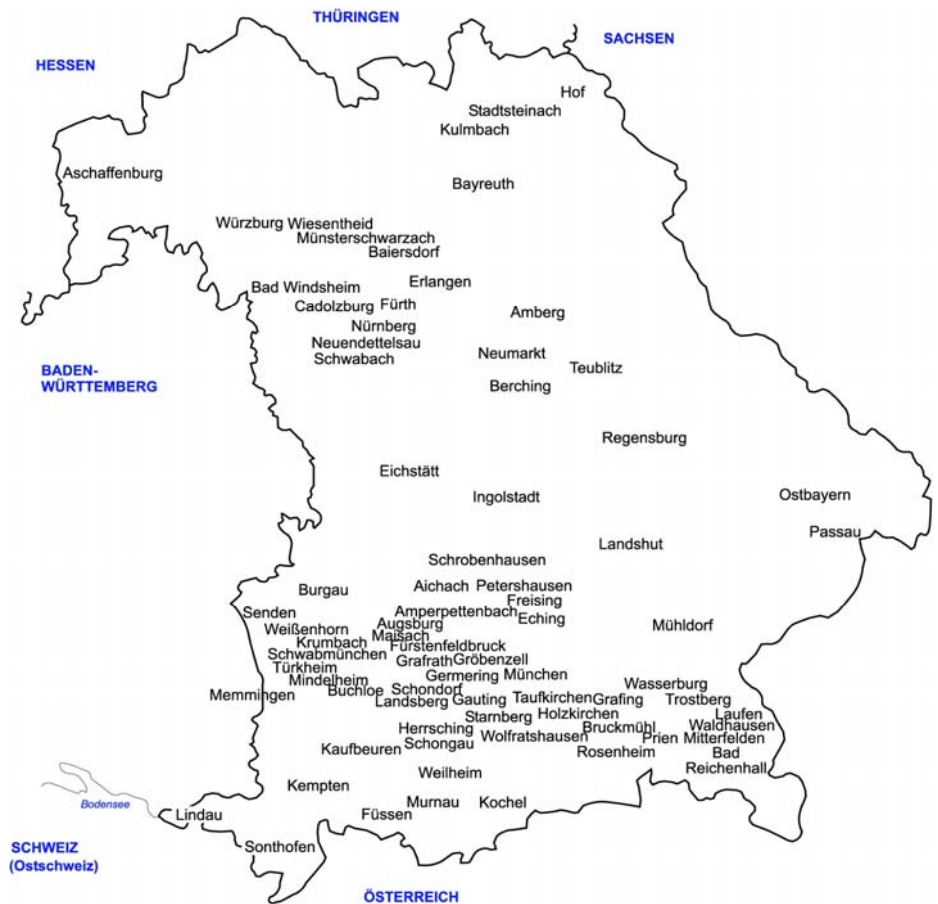 THÜRINGEN
SACHSEN
HESSEN
Hof
Stadtsteinach
Kulmbach
Aschaffenburg
Bayreuth
Würzburg
Wiesentheid
Münsterschwarzach
Baiersdorf
Erlangen
Bad Windsheim
Cadolzburg
Fürth
Amberg
Nürnberg
Neuendettelsau
Schwabach
Neumarkt
Teublitz
BADEN-
WÜRTTEMBERG
Berching
Regensburg
Eichstätt
Ingolstadt
Ostbayern
Passau
Landshut
Schrobenhausen
Burgau
Aichach
Petershausen
Freising
Senden
Amperpettenbach
Eching
Augsburg
Mühldorf
Weißenhorn
Maisach
Krumbach
Fürstenfeldbruck
Schwabmünchen
Grafrath
Gröbenzell
Türkheim
Germering
München
Mindelheim
Wasserburg
Memmingen
Buchloe
Schondorf
Landsberg
Gauting
Taufkirchen
Grafing
Trostberg
Starnberg
Holzkirchen
Laufen
Herrsching
Bruckmühl
Waldhausen
Wolfratshausen
Prien
Mitterfelden
Schongau
Kaufbeuren
Rosenheim
Bad
Reichenhall
Weilheim
Kempten
Bodensee
Murnau
Kochel
Lindau
Füssen
SCHWEIZ
(Ostschweiz)
Sonthofen
ÖSTERREICH